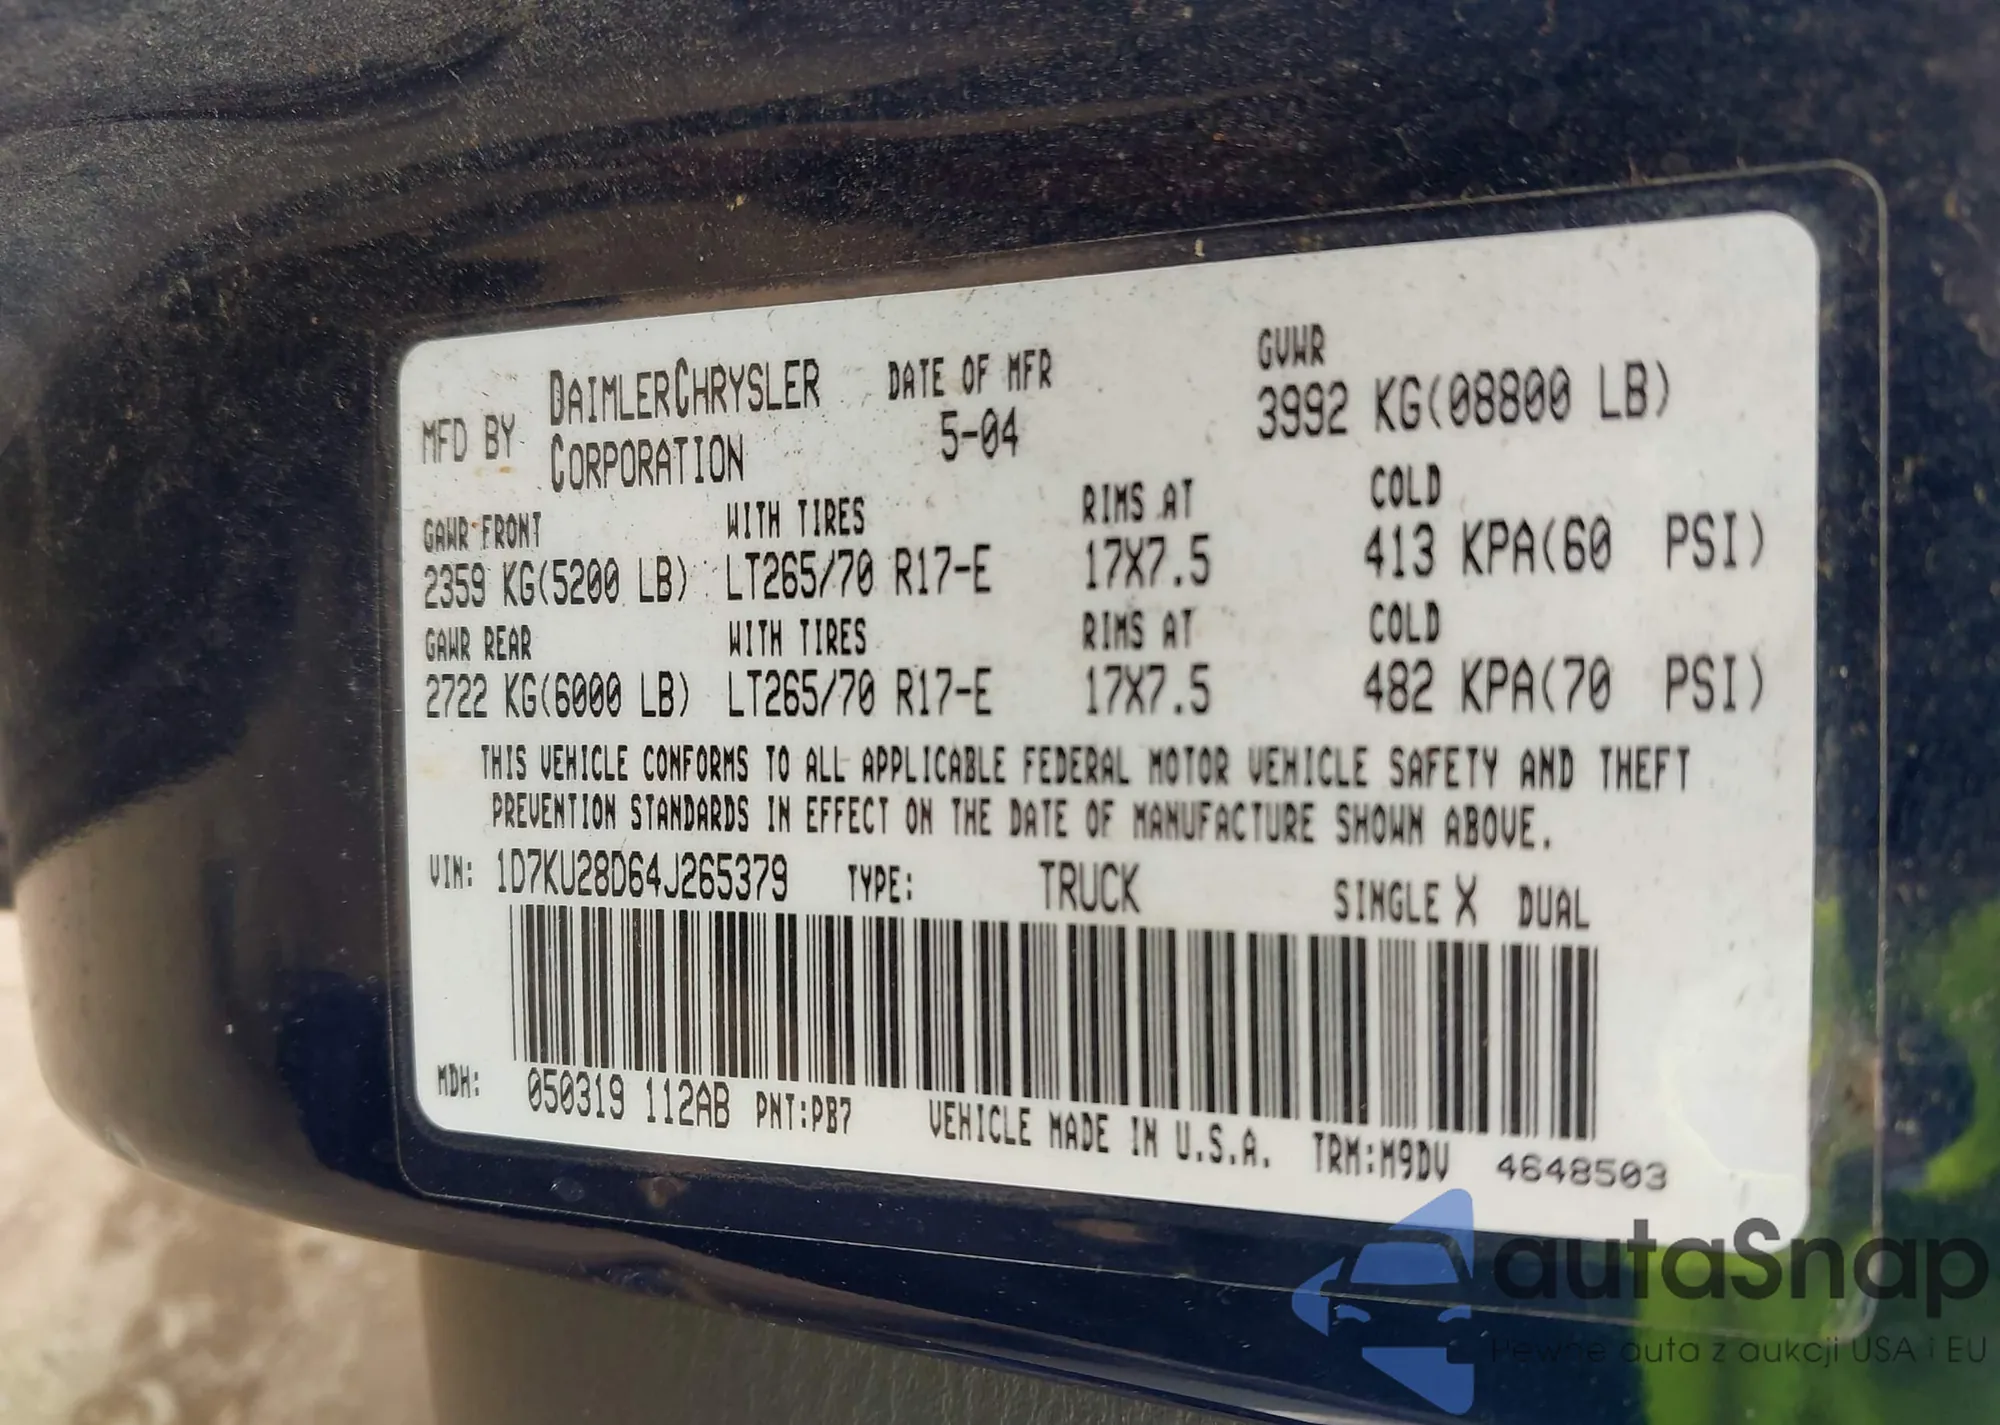 MFD BY DAIMLERCHRYSLER CORPORATION DATE OF MFR 5-04 GVWR 3992 KG(08800 LB)
GAWR FRONT WITH TIRES RIMS AT COLD
2359 KG(5200 LB) LT265/70 R17-E 17X7.5 413 KPA(60 PSI)
GAWR REAR WITH TIRES RIMS AT COLD
2722 KG(6000 LB) LT265/70 R17-E 17X7.5 482 KPA(70 PSI)
THIS VEHICLE CONFORMS TO ALL APPLICABLE FEDERAL MOTOR VEHICLE SAFETY AND THEFT
PREVENTION STANDARDS IN EFFECT ON THE DATE OF MANUFACTURE SHOWN ABOVE.
VIN: 1D7KU28D64J265379 TYPE: TRUCK SINGLE X DUAL
MDH: 050319 112AB PNT:PB7 VEHICLE MADE IN U.S.A. TRM:M9DV 4648503
autaSnap
Pewne auta z aukcji USA i EU